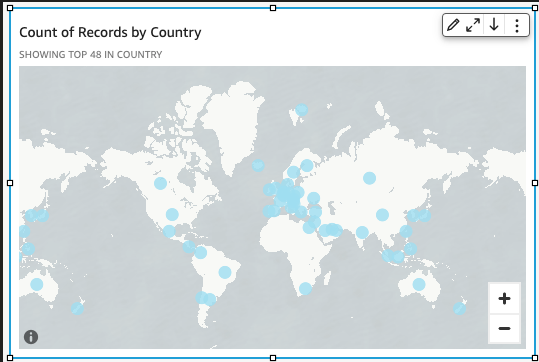 Count of Records by Country
SHOWING TOP 48 IN COUNTRY
+
−